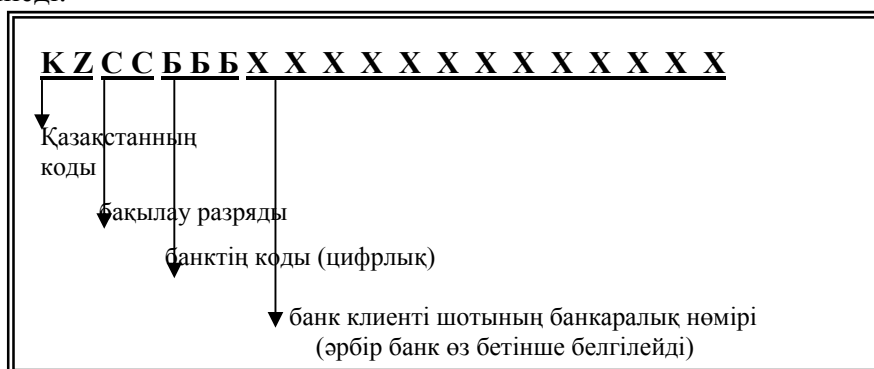 K Z C C Б Б Б X X X X X X X X X X X X X
Қазақстанның
коды
бақылау разряды
банктің коды (цифрлық)
банк клиенті шотының банкаралық нөмірі
(әрбір банк өз бетінше белгілейді)